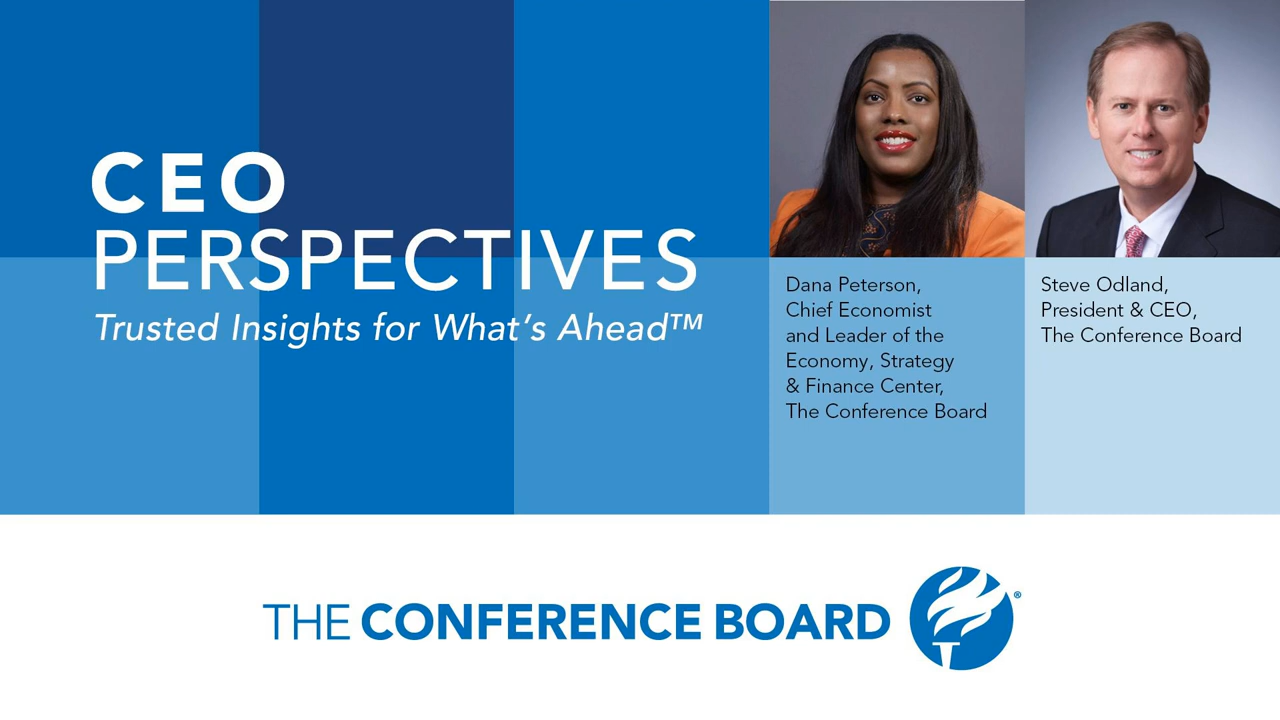 CEO
PERSPECTIVES
Trusted Insights for What's Ahead™
Dana Peterson,
Chief Economist
and Leader of the
Economy, Strategy
& Finance Center,
The Conference Board
Steve Odland,
President & CEO,
The Conference Board
THE CONFERENCE BOARD ®